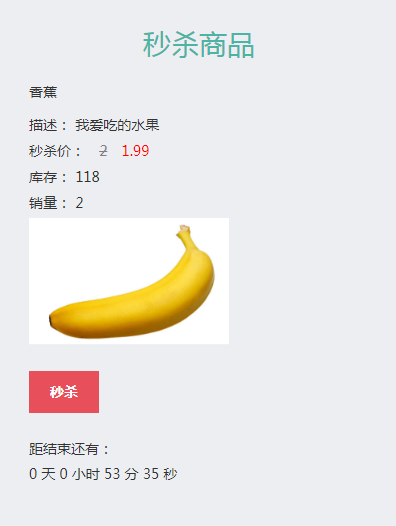 秒杀商品
香蕉
描述： 我爱吃的水果
秒杀价： 2 1.99
库存： 118
销量： 2
秒杀
距结束还有：
0 天 0 小时 53 分 35 秒